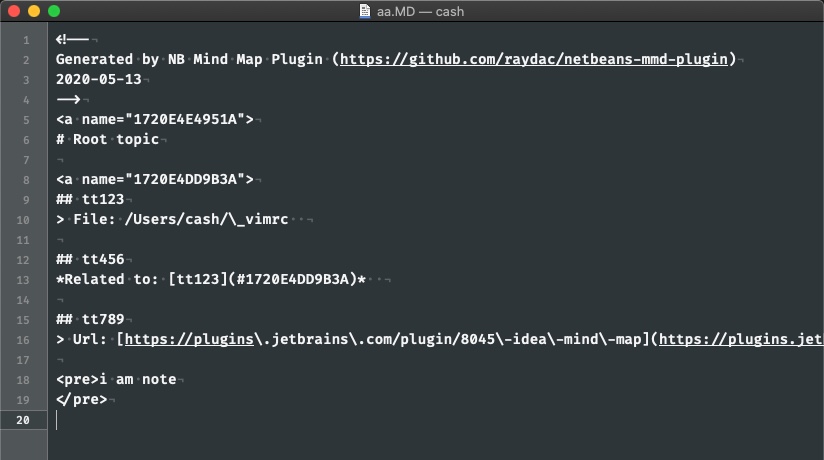 aa.MD — cash
1 <!--
2 Generated by NB Mind Map Plugin (https://github.com/raydac/netbeans-mmd-plugin)
3 2020-05-13
4 -->
5 <a name="1720E4E4951A">
6 # Root topic
7
8 <a name="1720E4DD9B3A">
9 ## tt123
10 > File: /Users/cash/\_vimrc
11
12 ## tt456
13 *Related to: [tt123](#1720E4DD9B3A)*
14
15 ## tt789
16 > Url: [https://plugins\.jetbrains\.com/plugin/8045\-idea\-mind\-map](https://plugins.jet
17
18 <pre>i am note
19 </pre>
20